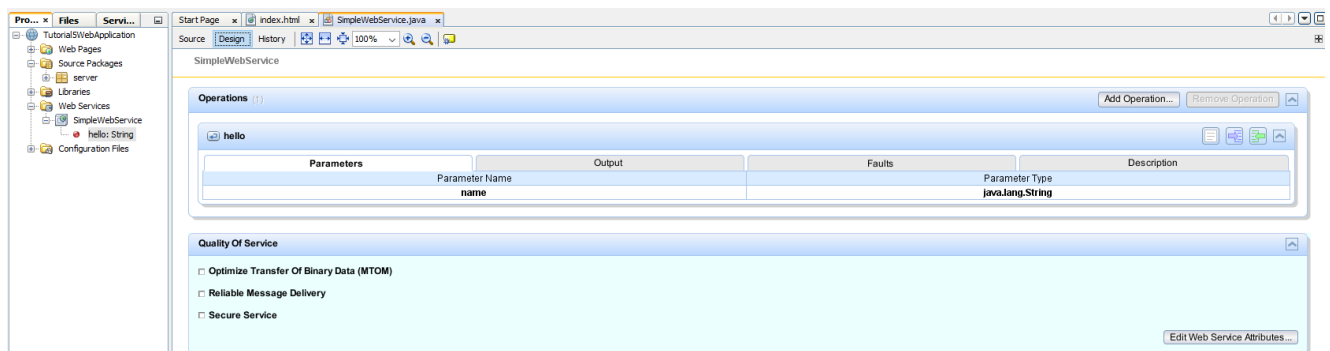 Pro... × Files Servi...
Tutorial5WebApplication
Web Pages
Source Packages
server
Libraries
Web Services
SimpleWebService
hello: String
Configuration Files
Start Page × index.html × SimpleWebService.java ×
Source Design History 100%
SimpleWebService
Operations (1) Add Operation... Remove Operation
hello
Parameters Output Faults Description
Parameter Name Parameter Type
name java.lang.String
Quality Of Service
Optimize Transfer Of Binary Data (MTOM)
Reliable Message Delivery
Secure Service
Edit Web Service Attributes...